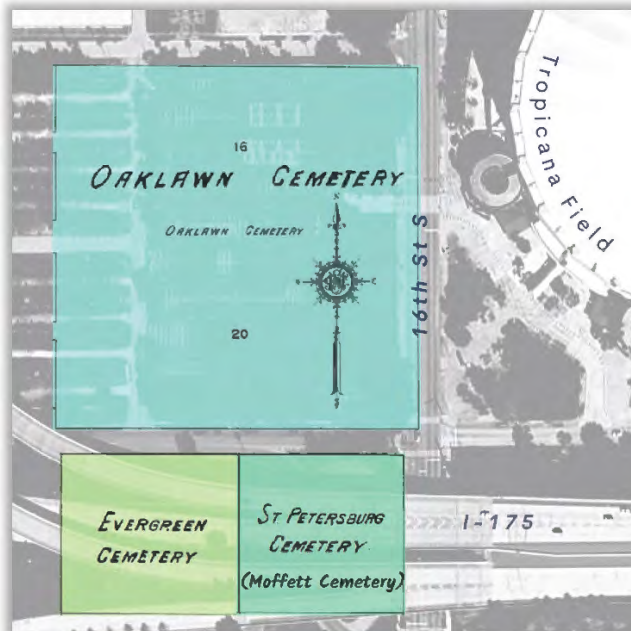 16
OAKLAWN CEMETERY
OAKLAWN CEMETERY
N
S
20
16th St S
Tropicana Field
EVERGREEN
CEMETERY
ST. PETERSBURG
CEMETERY
(Moffett Cemetery)
I-175